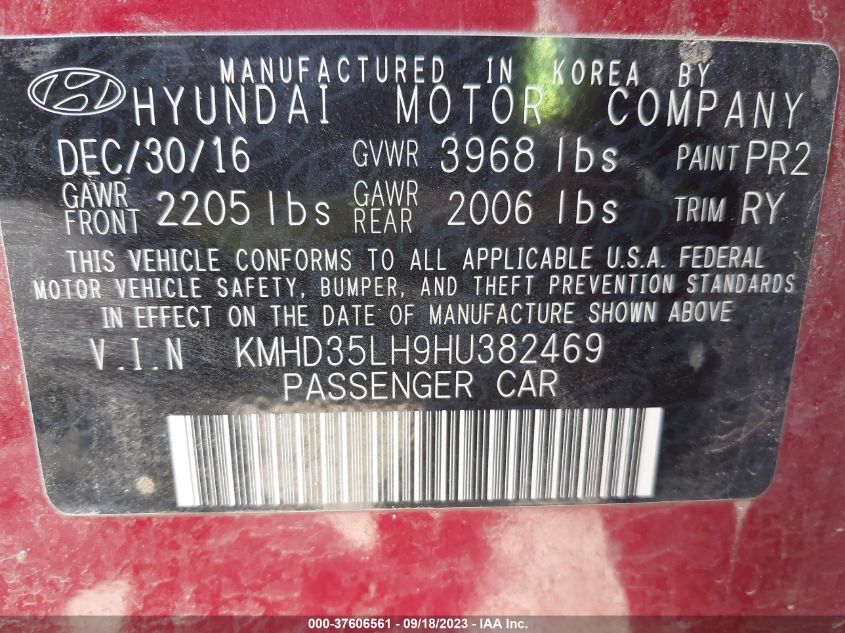 MANUFACTURED IN KOREA BY
HYUNDAI MOTOR COMPANY
DEC/30/16 GVWR 3968 lbs PAINT PR2
GAWR FRONT 2205 lbs GAWR REAR 2006 lbs TRIM RY
THIS VEHICLE CONFORMS TO ALL APPLICABLE U.S.A. FEDERAL
MOTOR VEHICLE SAFETY, BUMPER, AND THEFT PREVENTION STANDARDS
IN EFFECT ON THE DATE OF MANUFACTURE SHOWN ABOVE
V.I.N KMHD35LH9HU382469
PASSENGER CAR
000-37606561 - 09/18/2023 - IAA Inc.